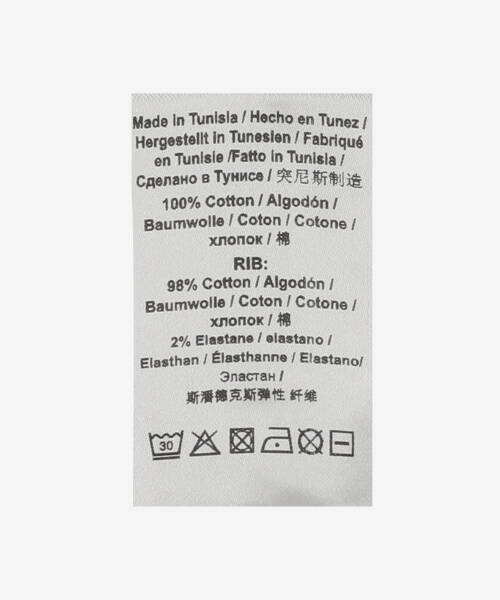 Made in Tunisia / Hecho en Tunez /
Hergestellt in Tunesien / Fabriqué
en Tunisie /Fatto in Tunisia /
Сделано в Тунисе / 突尼斯制造
100% Cotton / Algodón /
Baumwolle / Coton / Cotone /
хлопок / 棉
RIB:
98% Cotton / Algodón /
Baumwolle / Coton / Cotone /
хлопок / 棉
2% Elastane / elastano /
Elasthan / Élasthanne / Elastano/
Эластан /
斯潘德克斯弹性 纤维
30